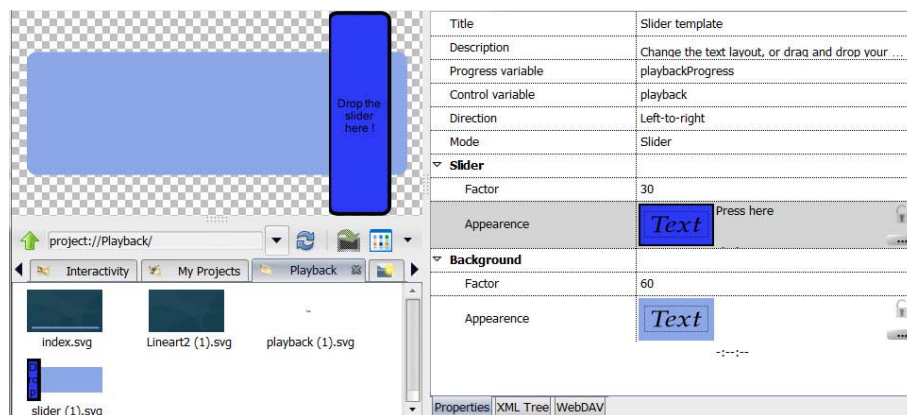 Drop the
slider
here !
project://Playback/
Interactivity
My Projects
Playback
index.svg
Lineart2 (1).svg
playback (1).svg
Drop
slider (1).svg
Title Slider template
Description Change the text layout, or drag and drop your ...
Progress variable playbackProgress
Control variable playback
Direction Left-to-right
Mode Slider
Slider
Factor 30
Appearence Text Press here
Background
Factor 60
Appearence Text
-:--:--
Properties XML Tree WebDAV